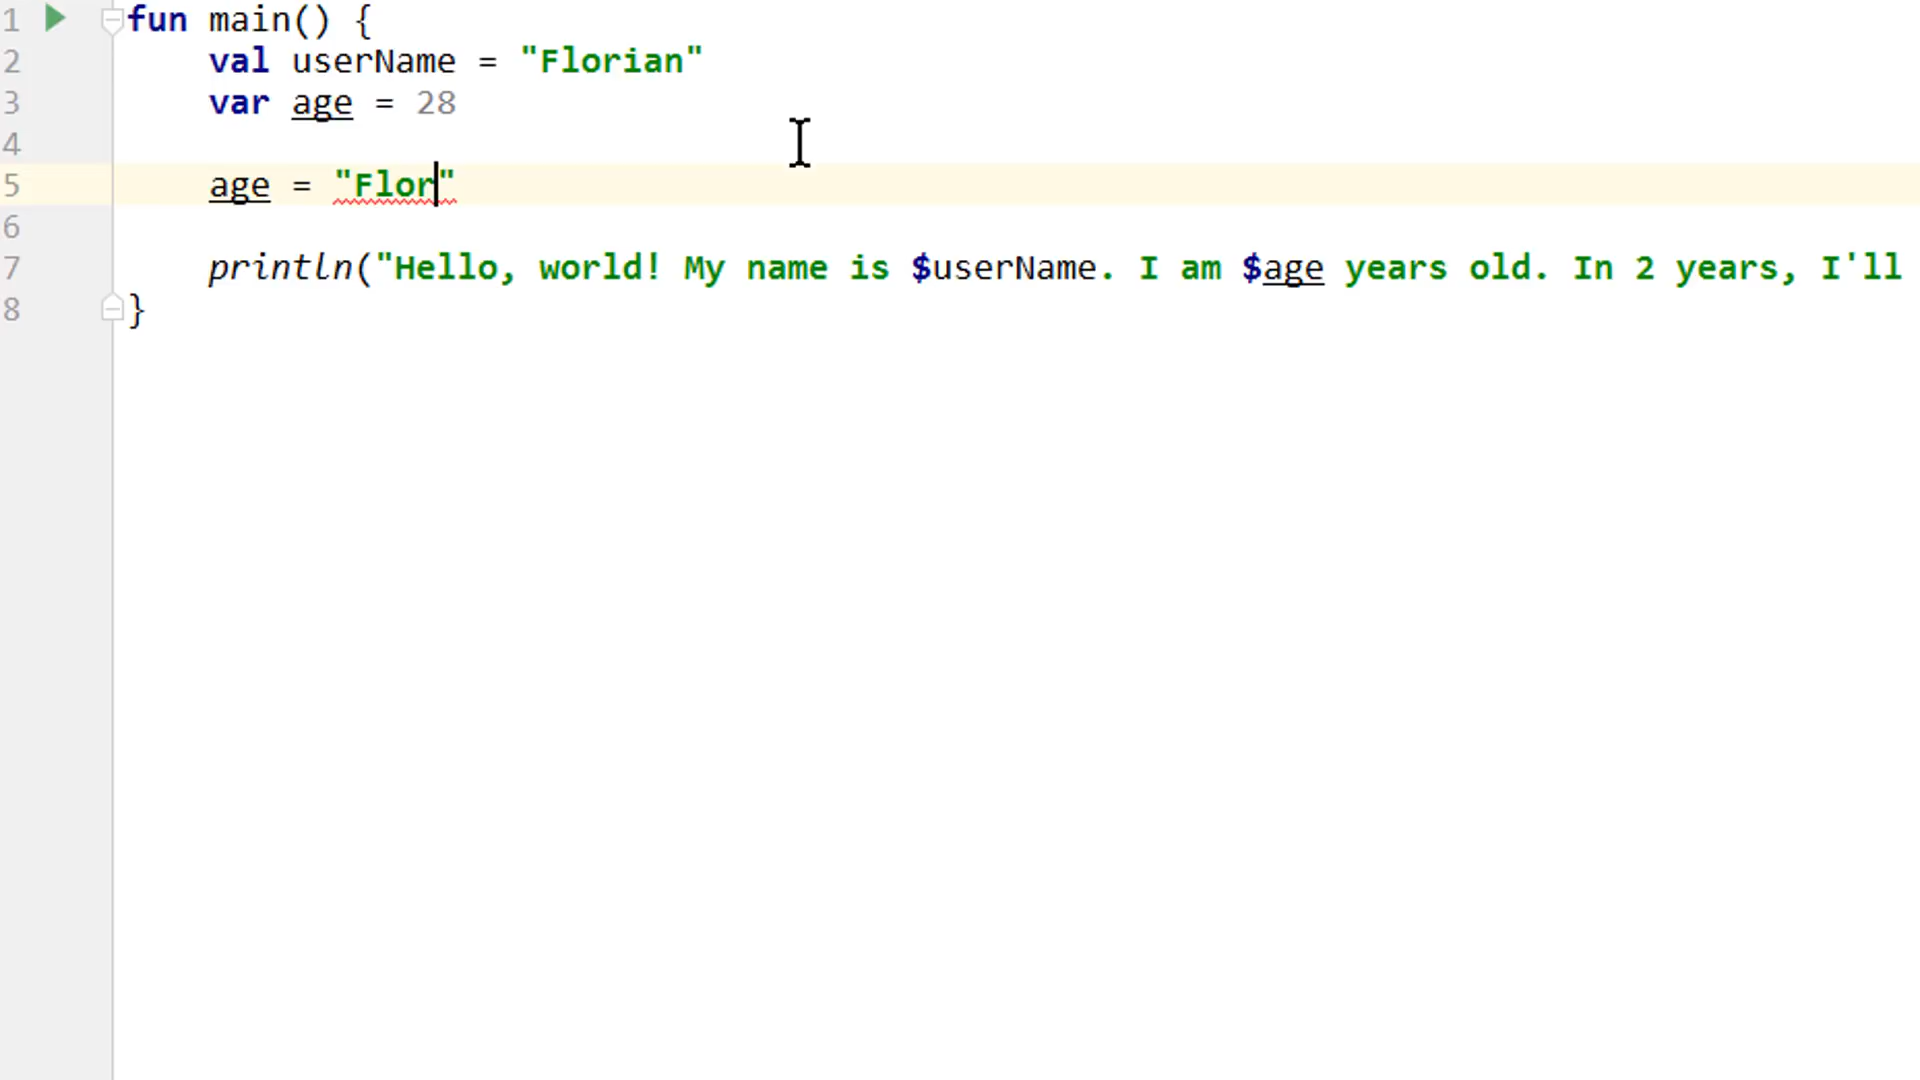 1 fun main() {
2 val userName = "Florian"
3 var age = 28
4
5 age = "Flor"
6
7 println("Hello, world! My name is $userName. I am $age years old. In 2 years, I'll
8 }